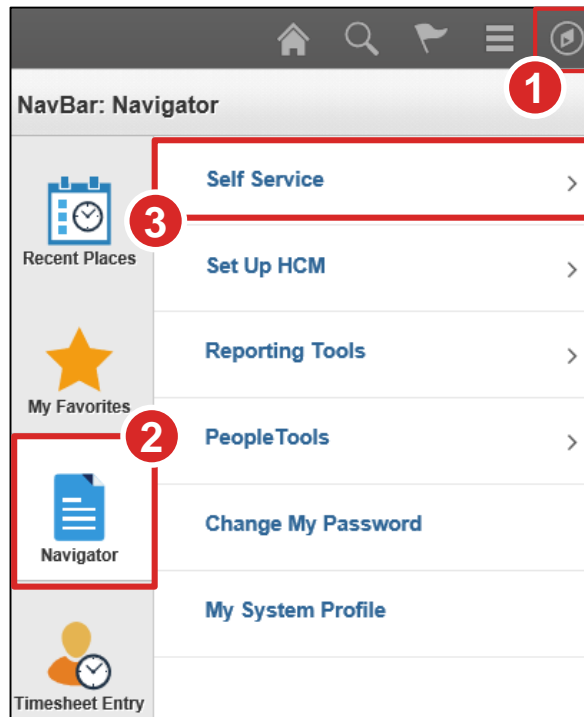 1
NavBar: Navigator
Recent Places
My Favorites
2
Navigator
Timesheet Entry
3
Self Service
Set Up HCM
Reporting Tools
PeopleTools
Change My Password
My System Profile